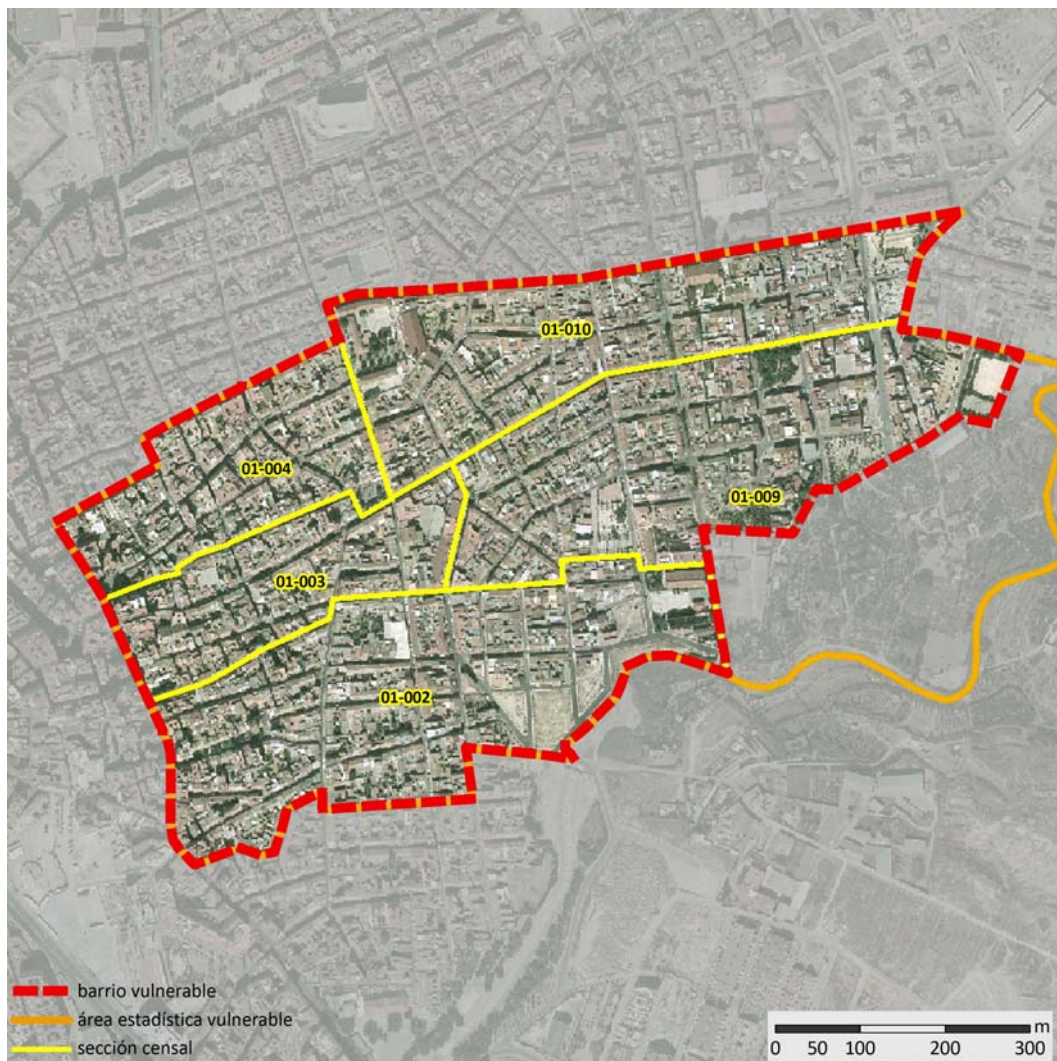 01-010
01-004
01-009
01-003
01-002
barrio vulnerable
área estadística vulnerable
sección censal
m
0 50 100 200 300